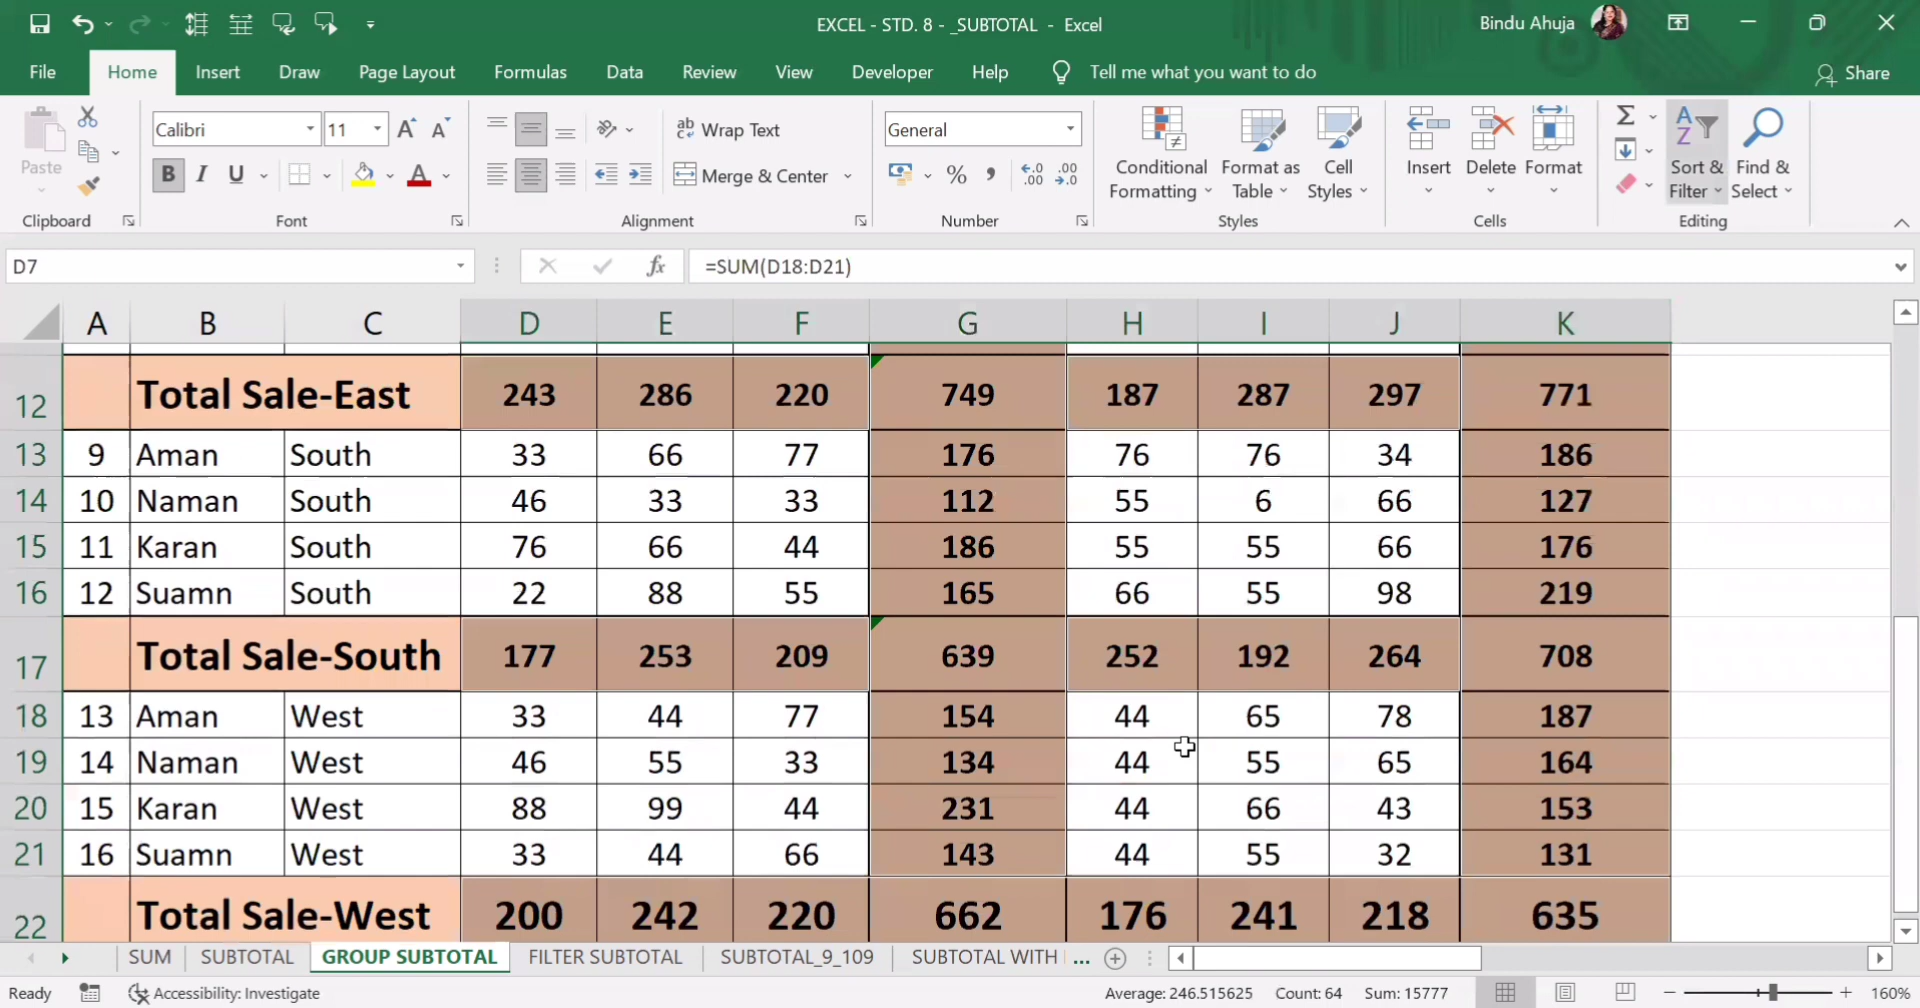 EXCEL - STD. 8 - _SUBTOTAL - Excel
Bindu Ahuja
File Home Insert Draw Page Layout Formulas Data Review View Developer Help Tell me what you want to do Share
Paste
Clipboard
Calibri 11
B I U
Font
Wrap Text
Merge & Center
Alignment
General
Number
Conditional Formatting
Format as Table
Cell Styles
Styles
Insert Delete Format
Cells
Sort & Filter
Find & Select
Editing
D7 fx =SUM(D18:D21)
A B C D E F G H I J K
12 Total Sale-East 243 286 220 749 187 287 297 771
13 9 Aman South 33 66 77 176 76 76 34 186
14 10 Naman South 46 33 33 112 55 6 66 127
15 11 Karan South 76 66 44 186 55 55 66 176
16 12 Suamn South 22 88 55 165 66 55 98 219
17 Total Sale-South 177 253 209 639 252 192 264 708
18 13 Aman West 33 44 77 154 44 65 78 187
19 14 Naman West 46 55 33 134 44 55 65 164
20 15 Karan West 88 99 44 231 44 66 43 153
21 16 Suamn West 33 44 66 143 44 55 32 131
22 Total Sale-West 200 242 220 662 176 241 218 635
SUM SUBTOTAL GROUP SUBTOTAL FILTER SUBTOTAL SUBTOTAL_9_109 SUBTOTAL WITH ...
Ready Accessibility: Investigate Average: 246.515625 Count: 64 Sum: 15777 160%